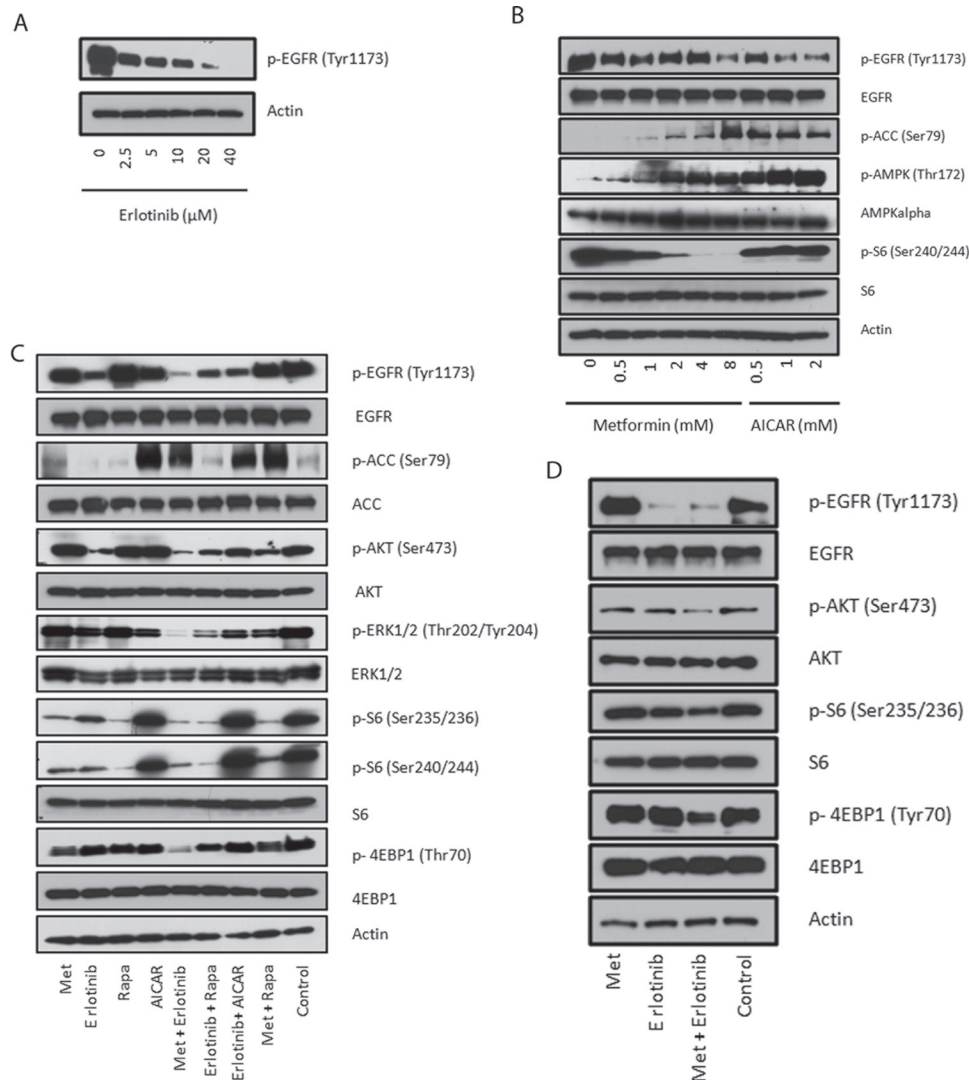 A
p-EGFR (Tyr1173)
Actin
0 2.5 5 10 20 40
Erlotinib (µM)
B
p-EGFR (Tyr1173)
EGFR
p-ACC (Ser79)
p-AMPK (Thr172)
AMPKalpha
p-S6 (Ser240/244)
S6
Actin
0 0.5 1 2 4 8 0.5 1 2
Metformin (mM) AICAR (mM)
C
p-EGFR (Tyr1173)
EGFR
p-ACC (Ser79)
ACC
p-AKT (Ser473)
AKT
p-ERK1/2 (Thr202/Tyr204)
ERK1/2
p-S6 (Ser235/236)
p-S6 (Ser240/244)
S6
p- 4EBP1 (Thr70)
4EBP1
Actin
Met
E rlotinib
Rapa
AICAR
Met + Erlotinib
Erlotinib + Rapa
Erlotinib+ AICAR
Met + Rapa
Control
D
p-EGFR (Tyr1173)
EGFR
p-AKT (Ser473)
AKT
p-S6 (Ser235/236)
S6
p- 4EBP1 (Tyr70)
4EBP1
Actin
Met
E rlotinib
Met + Erlotinib
Control